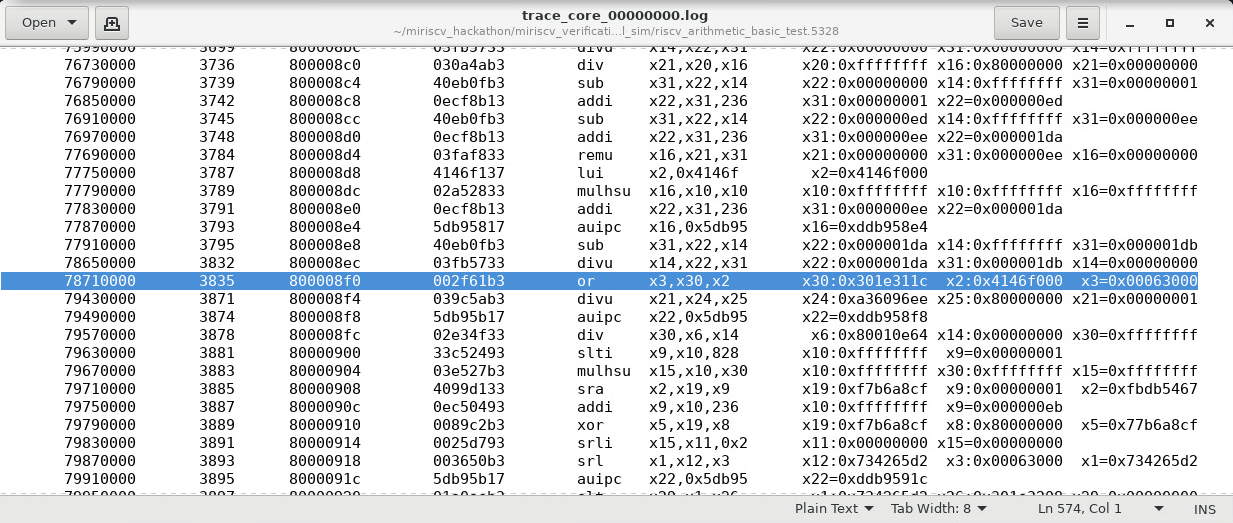 Open
trace_core_00000000.log
~/miriscv_hackathon/miriscv_verificati...l_sim/riscv_arithmetic_basic_test.5328
Save
75990000 3699 800008bc 03fb5733 divu x14,x22,x31 x22:0x00000000 x31:0x00000000 x14=0xffffffff
76730000 3736 800008c0 030a4ab3 div x21,x20,x16 x20:0xffffffff x16:0x80000000 x21=0x00000000
76790000 3739 800008c4 40eb0fb3 sub x31,x22,x14 x22:0x00000000 x14:0xffffffff x31=0x00000001
76850000 3742 800008c8 0ecf8b13 addi x22,x31,236 x31:0x00000001 x22=0x000000ed
76910000 3745 800008cc 40eb0fb3 sub x31,x22,x14 x22:0x000000ed x14:0xffffffff x31=0x000000ee
76970000 3748 800008d0 0ecf8b13 addi x22,x31,236 x31:0x000000ee x22=0x000001da
77690000 3784 800008d4 03faf833 remu x16,x21,x31 x21:0x00000000 x31:0x000000ee x16=0x00000000
77750000 3787 800008d8 4146f137 lui x2,0x4146f x2=0x4146f000
77790000 3789 800008dc 02a52833 mulhsu x16,x10,x10 x10:0xffffffff x10:0xffffffff x16=0xffffffff
77830000 3791 800008e0 0ecf8b13 addi x22,x31,236 x31:0x000000ee x22=0x000001da
77870000 3793 800008e4 5db95817 auipc x16,0x5db95 x16=0xddb958e4
77910000 3795 800008e8 40eb0fb3 sub x31,x22,x14 x22:0x000001da x14:0xffffffff x31=0x000001db
78650000 3832 800008ec 03fb5733 divu x14,x22,x31 x22:0x000001da x31:0x000001db x14=0x00000000
78710000 3835 800008f0 002f61b3 or x3,x30,x2 x30:0x301e311c x2:0x4146f000 x3=0x00063000
79430000 3871 800008f4 039c5ab3 divu x21,x24,x25 x24:0xa36096ee x25:0x80000000 x21=0x00000001
79490000 3874 800008f8 5db95b17 auipc x22,0x5db95 x22=0xddb958f8
79570000 3878 800008fc 02e34f33 div x30,x6,x14 x6:0x80010e64 x14:0x00000000 x30=0xffffffff
79630000 3881 80000900 33c52493 slti x9,x10,828 x10:0xffffffff x9=0x00000001
79670000 3883 80000904 03e527b3 mulhsu x15,x10,x30 x10:0xffffffff x30:0xffffffff x15=0xffffffff
79710000 3885 80000908 4099d133 sra x2,x19,x9 x19:0xf7b6a8cf x9:0x00000001 x2=0xfbdb5467
79750000 3887 8000090c 0ec50493 addi x9,x10,236 x10:0xffffffff x9=0x000000eb
79790000 3889 80000910 0089c2b3 xor x5,x19,x8 x19:0xf7b6a8cf x8:0x80000000 x5=0x77b6a8cf
79830000 3891 80000914 0025d793 srli x15,x11,0x2 x11:0x00000000 x15=0x00000000
79870000 3893 80000918 003650b3 srl x1,x12,x3 x12:0x734265d2 x3:0x00063000 x1=0x734265d2
79910000 3895 8000091c 5db95b17 auipc x22,0x5db95 x22=0xddb9591c
Plain Text Tab Width: 8 Ln 574, Col 1 INS